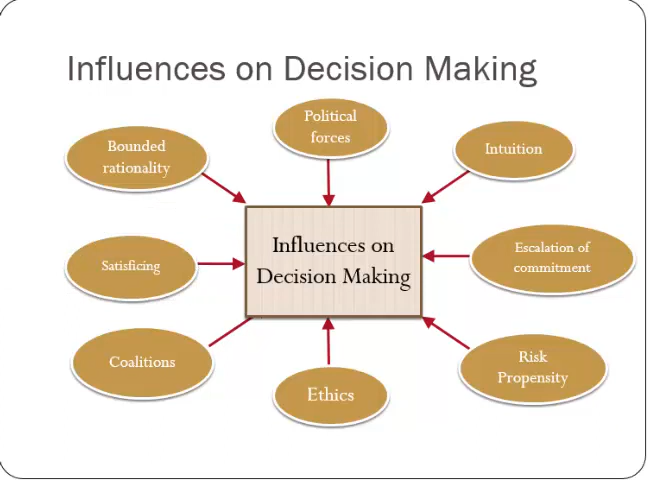 Influences on Decision Making
Political
forces
Bounded
rationality
Intuition
Influences on
Decision Making
Satisficing
Escalation of
commitment
Coalitions
Ethics
Risk
Propensity